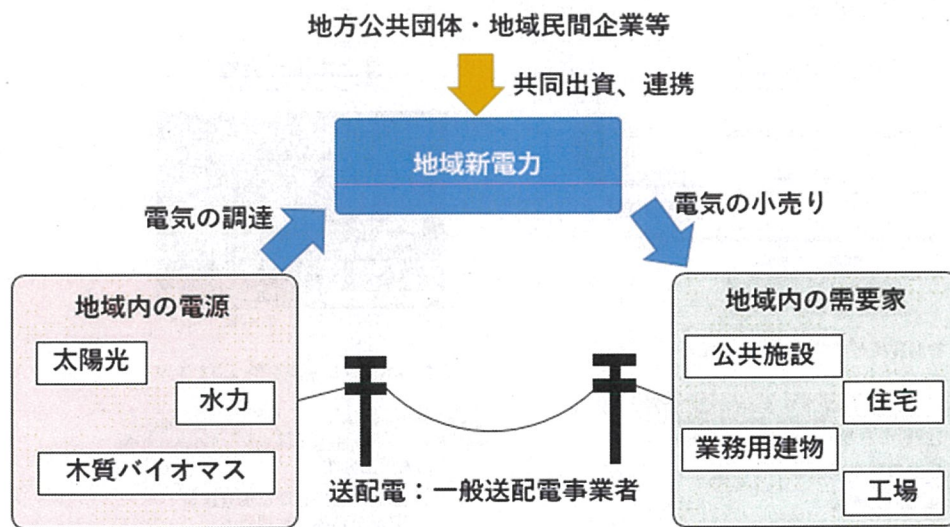 地方公共団体・地域民間企業等
共同出資、連携
地域新電力
電気の調達
電気の小売り
地域内の電源
太陽光
水力
木質バイオマス
送配電：一般送配電事業者
地域内の需要家
公共施設
住宅
業務用建物
工場